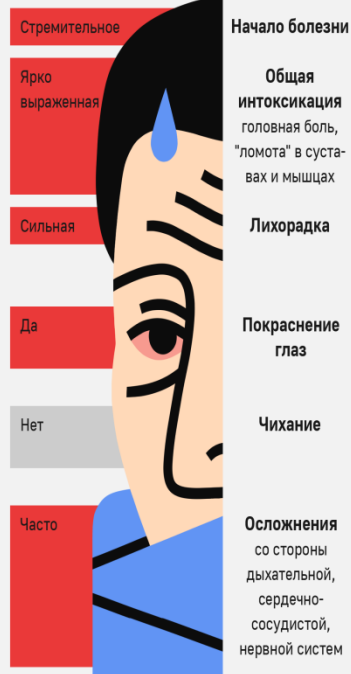 Стремительное
Начало болезни
Ярко
выраженная
Общая
интоксикация
головная боль,
"ломота" в суста-
вах и мышцах
Сильная
Лихорадка
Да
Покраснение
глаз
Нет
Чихание
Часто
Осложнения
со стороны
дыхательной,
сердечно-
сосудистой,
нервной систем